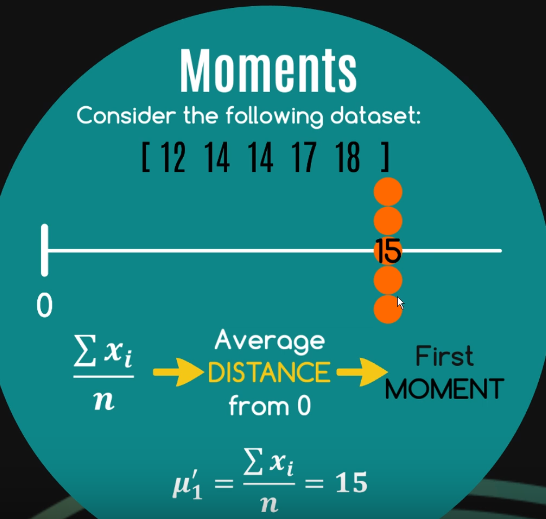 Moments
Consider the following dataset:
[ 12 14 14 17 18 ]
15
0
∑ xᵢ / n
Average
DISTANCE
from 0
First
MOMENT
μ′₁ = ∑ xᵢ / n = 15